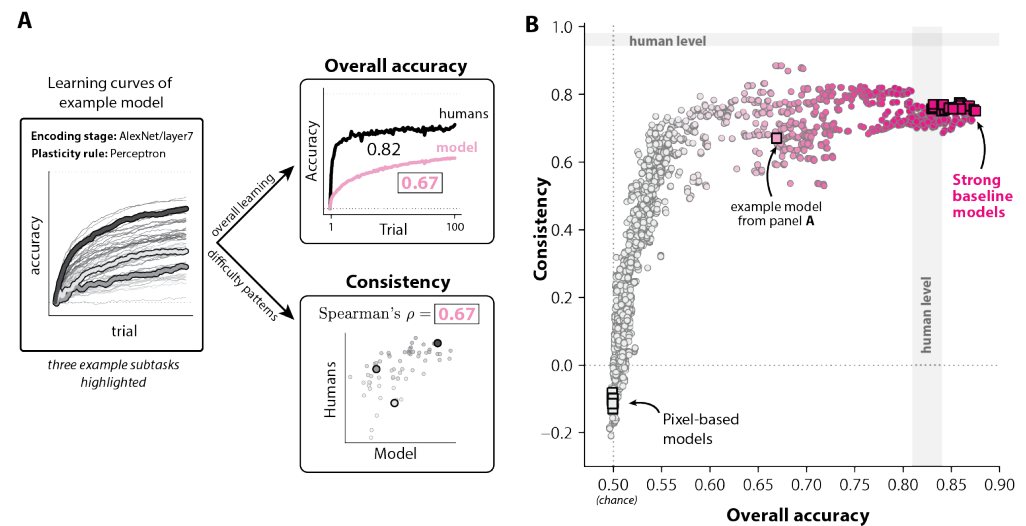 A
Learning curves of
example model
Encoding stage: AlexNet/layer7
Plasticity rule: Perceptron
accuracy
trial
three example subtasks
highlighted
overall learning
difficulty patterns
Overall accuracy
Accuracy
humans
0.82
model
0.67
1
Trial
100
Consistency
Spearman's ρ = 0.67
Humans
Model
B
Consistency
1.0
0.8
0.6
0.4
0.2
0.0
−0.2
human level
example model
from panel A
Strong
baseline
models
human level
Pixel-based
models
0.50
0.55
0.60
0.65
0.70
0.75
0.80
0.85
0.90
(chance)
Overall accuracy